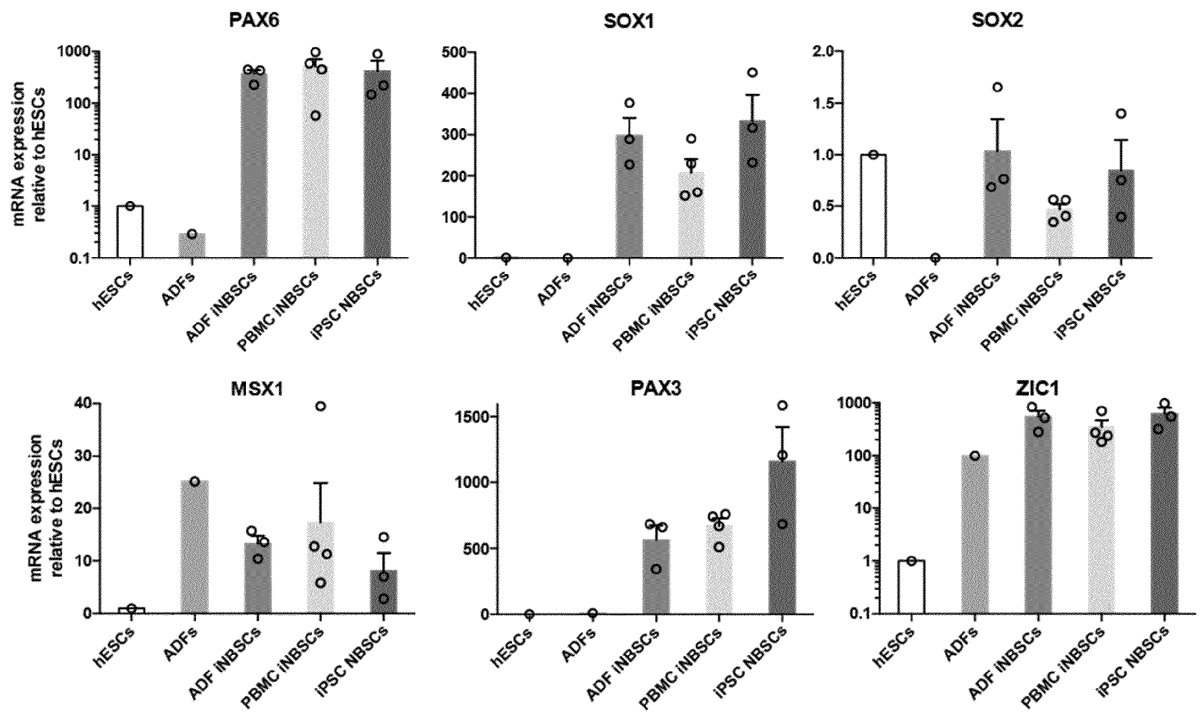 PAX6
SOX1
SOX2
mRNA expression
relative to hESCs
1000
100
10
1
0.1
500
400
300
200
100
0
2.0
1.5
1.0
0.5
0.0
hESCs
ADFs
ADF iNBSCs
PBMC iNBSCs
iPSC NBSCs
hESCs
ADFs
ADF iNBSCs
PBMC iNBSCs
iPSC NBSCs
hESCs
ADFs
ADF iNBSCs
PBMC iNBSCs
iPSC NBSCs
MSX1
PAX3
ZIC1
mRNA expression
relative to hESCs
40
30
20
10
0
1500
1000
500
0
1000
100
10
1
0.1
hESCs
ADFs
ADF iNBSCs
PBMC iNBSCs
iPSC NBSCs
hESCs
ADFs
ADF iNBSCs
PBMC iNBSCs
iPSC NBSCs
hESCs
ADFs
ADF iNBSCs
PBMC iNBSCs
iPSC NBSCs